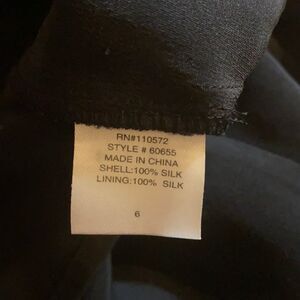 RN#110572
STYLE # 60655
MADE IN CHINA
SHELL:100% SILK
LINING:100% SILK
6